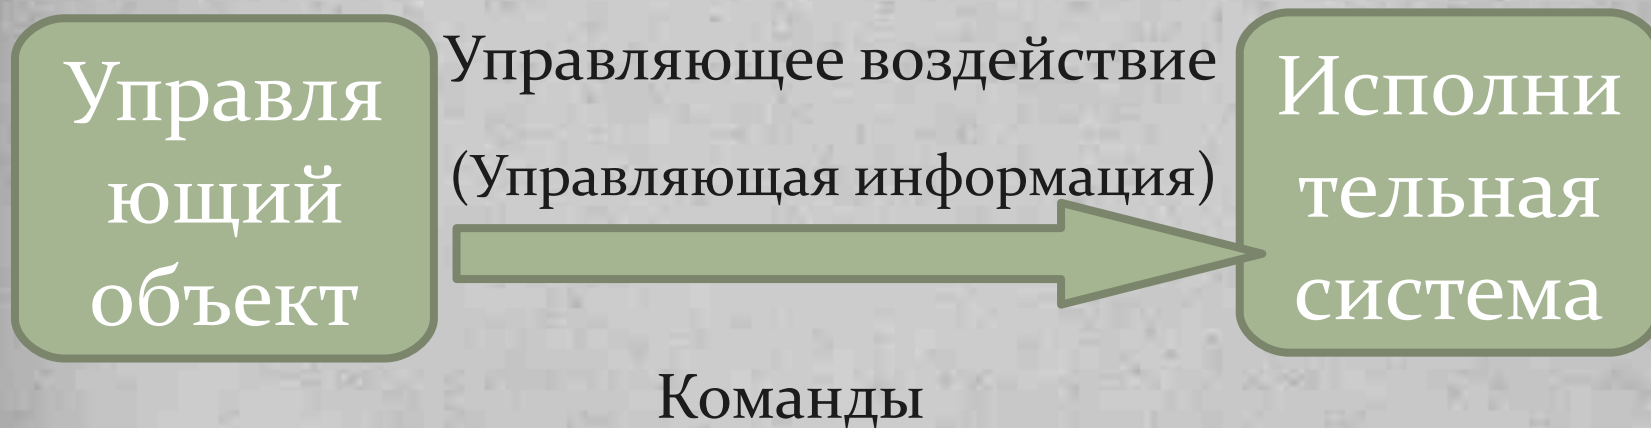 Управля
ющий
объект
Управляющее воздействие
(Управляющая информация)
Команды
Исполни
тельная
система